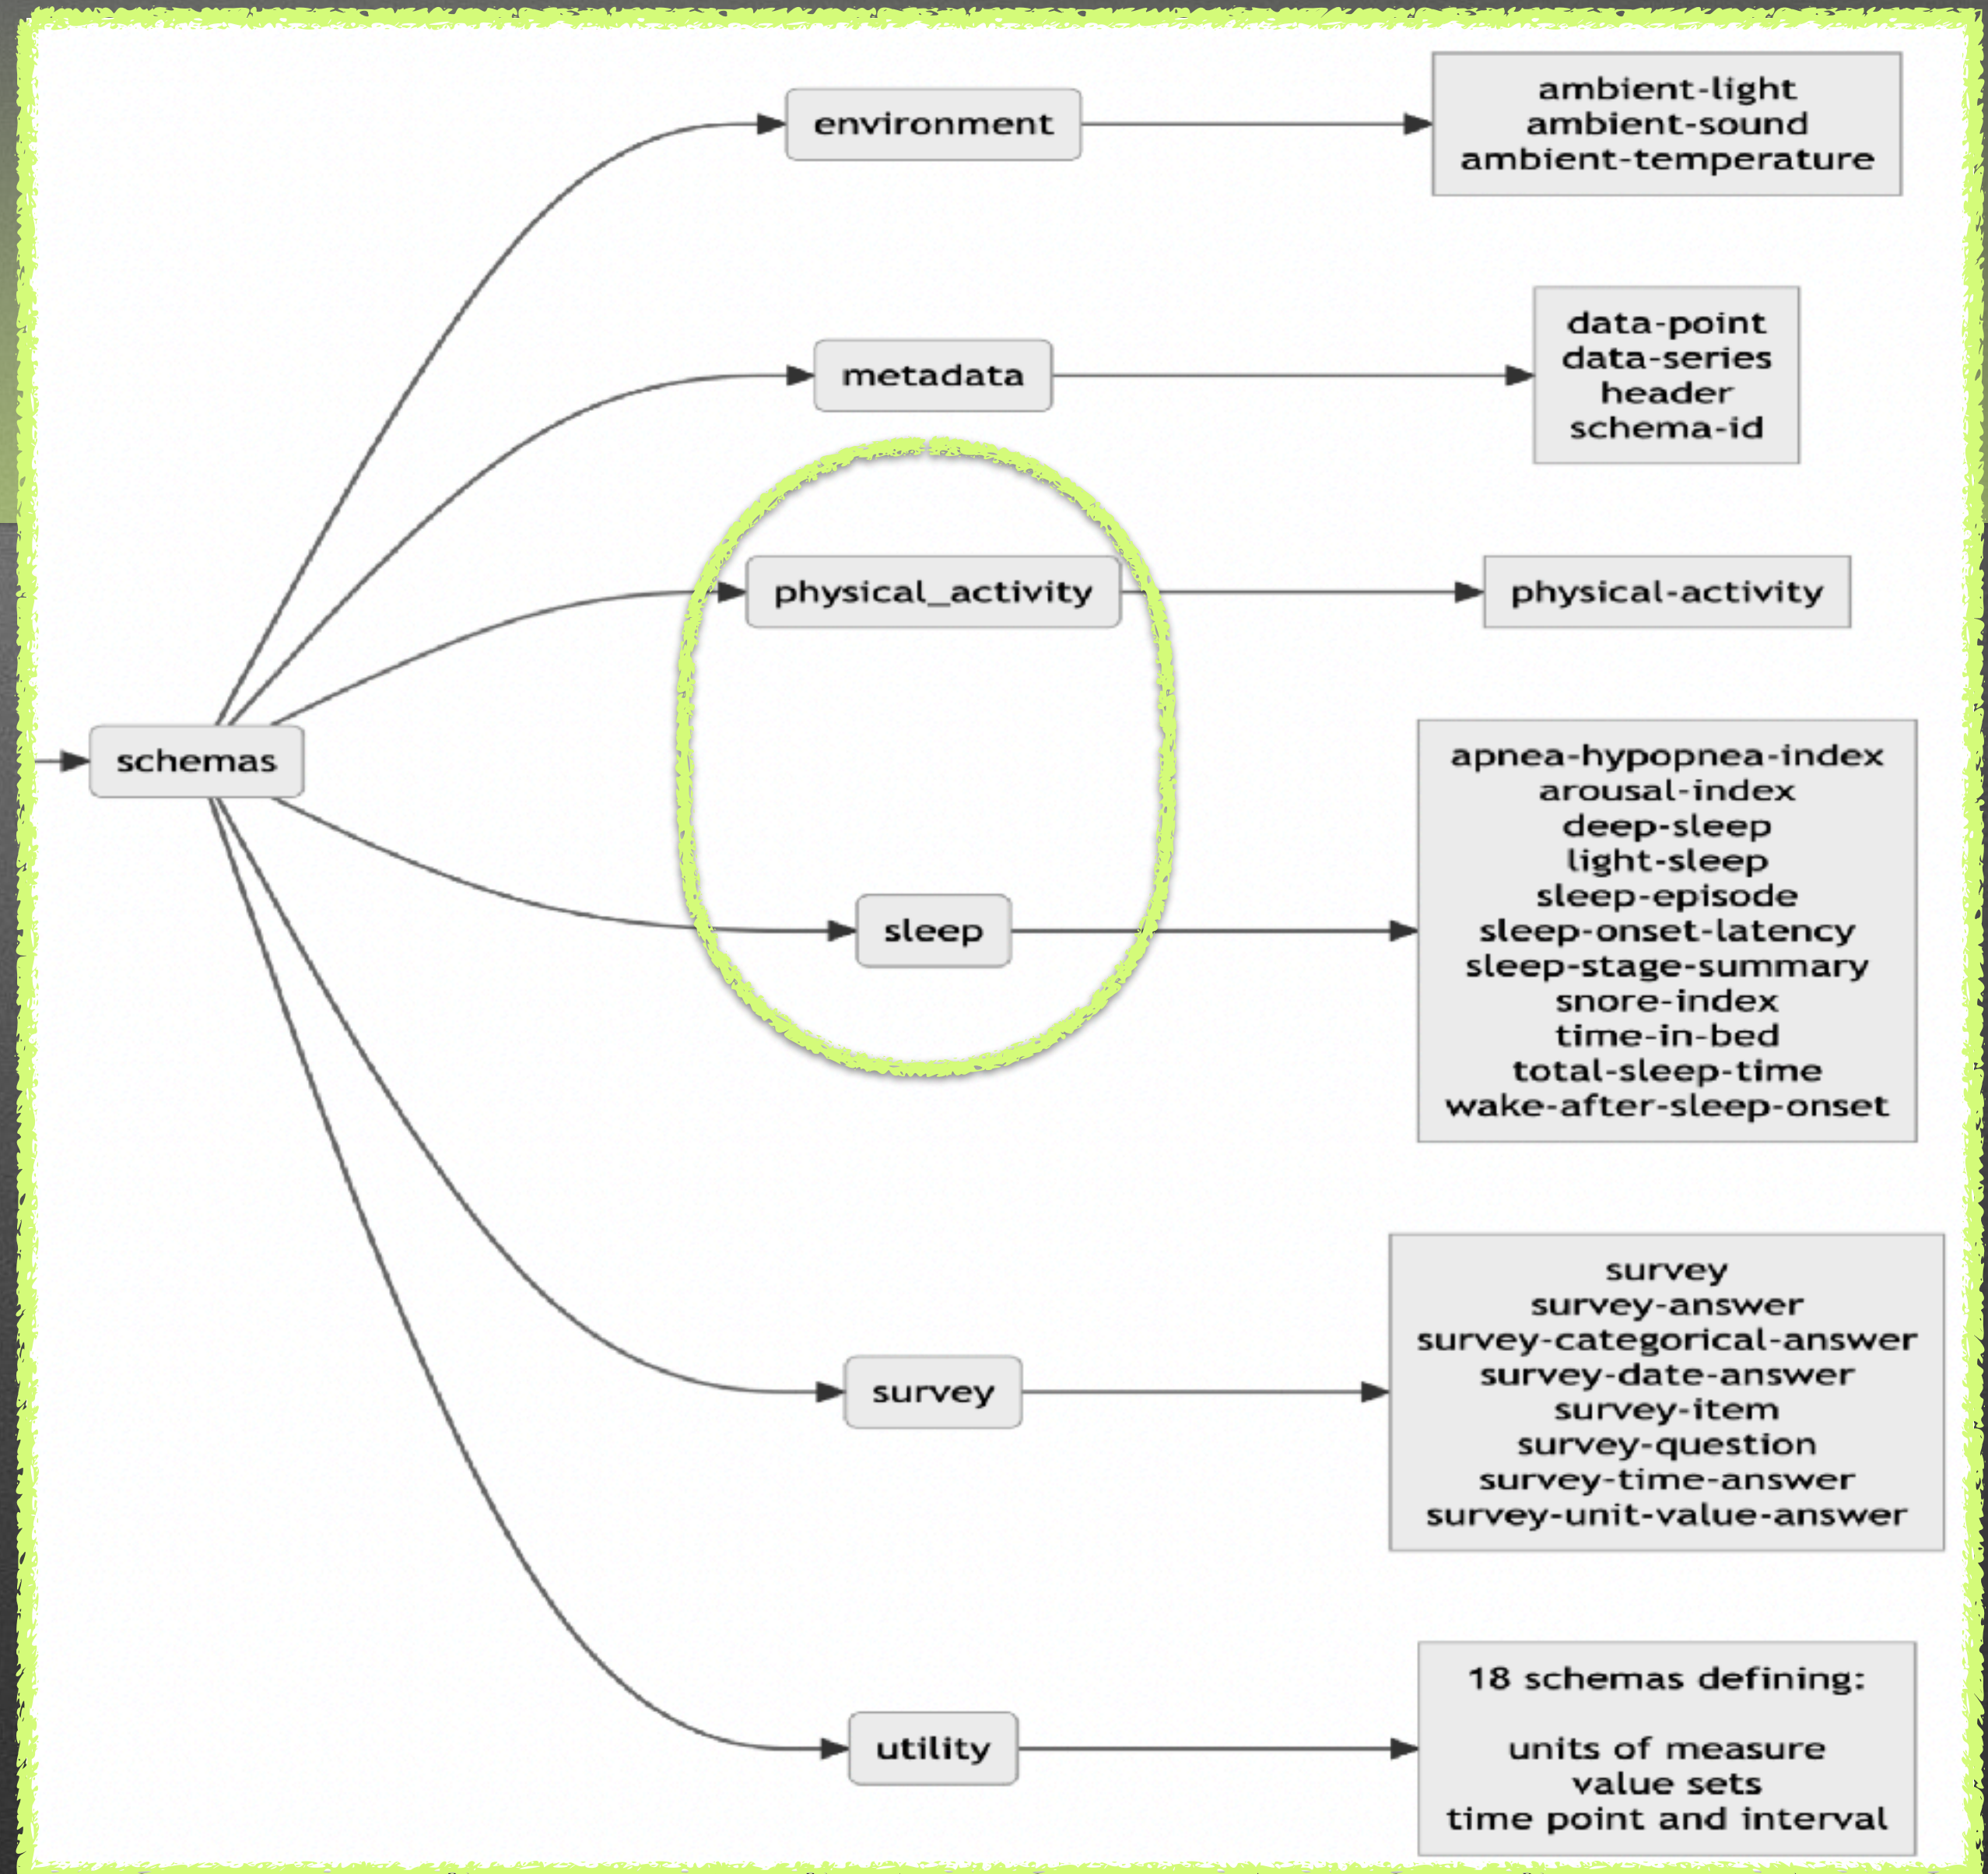 environment
ambient-light
ambient-sound
ambient-temperature
metadata
data-point
data-series
header
schema-id
physical_activity
physical-activity
schemas
sleep
apnea-hypopnea-index
arousal-index
deep-sleep
light-sleep
sleep-episode
sleep-onset-latency
sleep-stage-summary
snore-index
time-in-bed
total-sleep-time
wake-after-sleep-onset
survey
survey
survey-answer
survey-categorical-answer
survey-date-answer
survey-item
survey-question
survey-time-answer
survey-unit-value-answer
utility
18 schemas defining:
units of measure
value sets
time point and interval